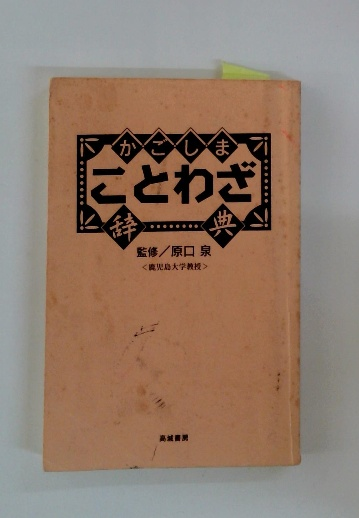 かごしま
ことわざ
辞典
監修／原口 泉
＜鹿児島大学教授＞
高城書房